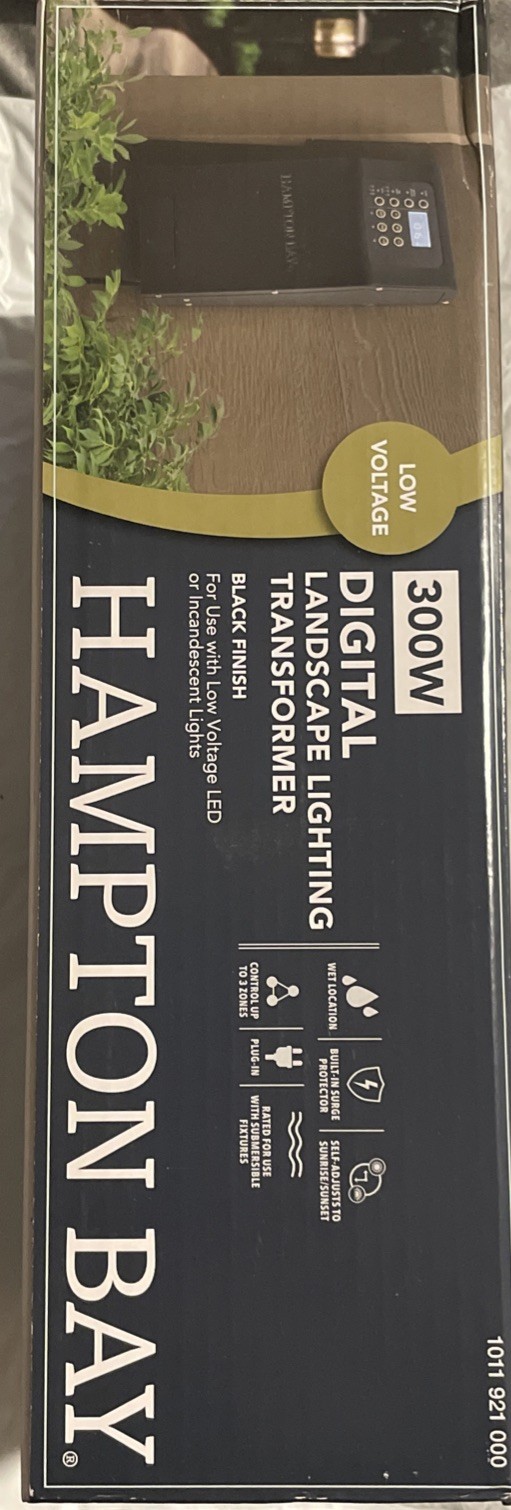 HAMPTON BAY
LOW
VOLTAGE
300W
DIGITAL
LANDSCAPE LIGHTING
TRANSFORMER
BLACK FINISH
For Use with Low Voltage LED
or Incandescent Lights
WET LOCATION
BUILT-IN SURGE
PROTECTOR
SELF-ADJUSTS TO
SUNRISE/SUNSET
CONTROL UP
TO 3 ZONES
PLUG-IN
RATED FOR USE
WITH SUBMERSIBLE
FIXTURES
HAMPTON BAY®
1011 921 000